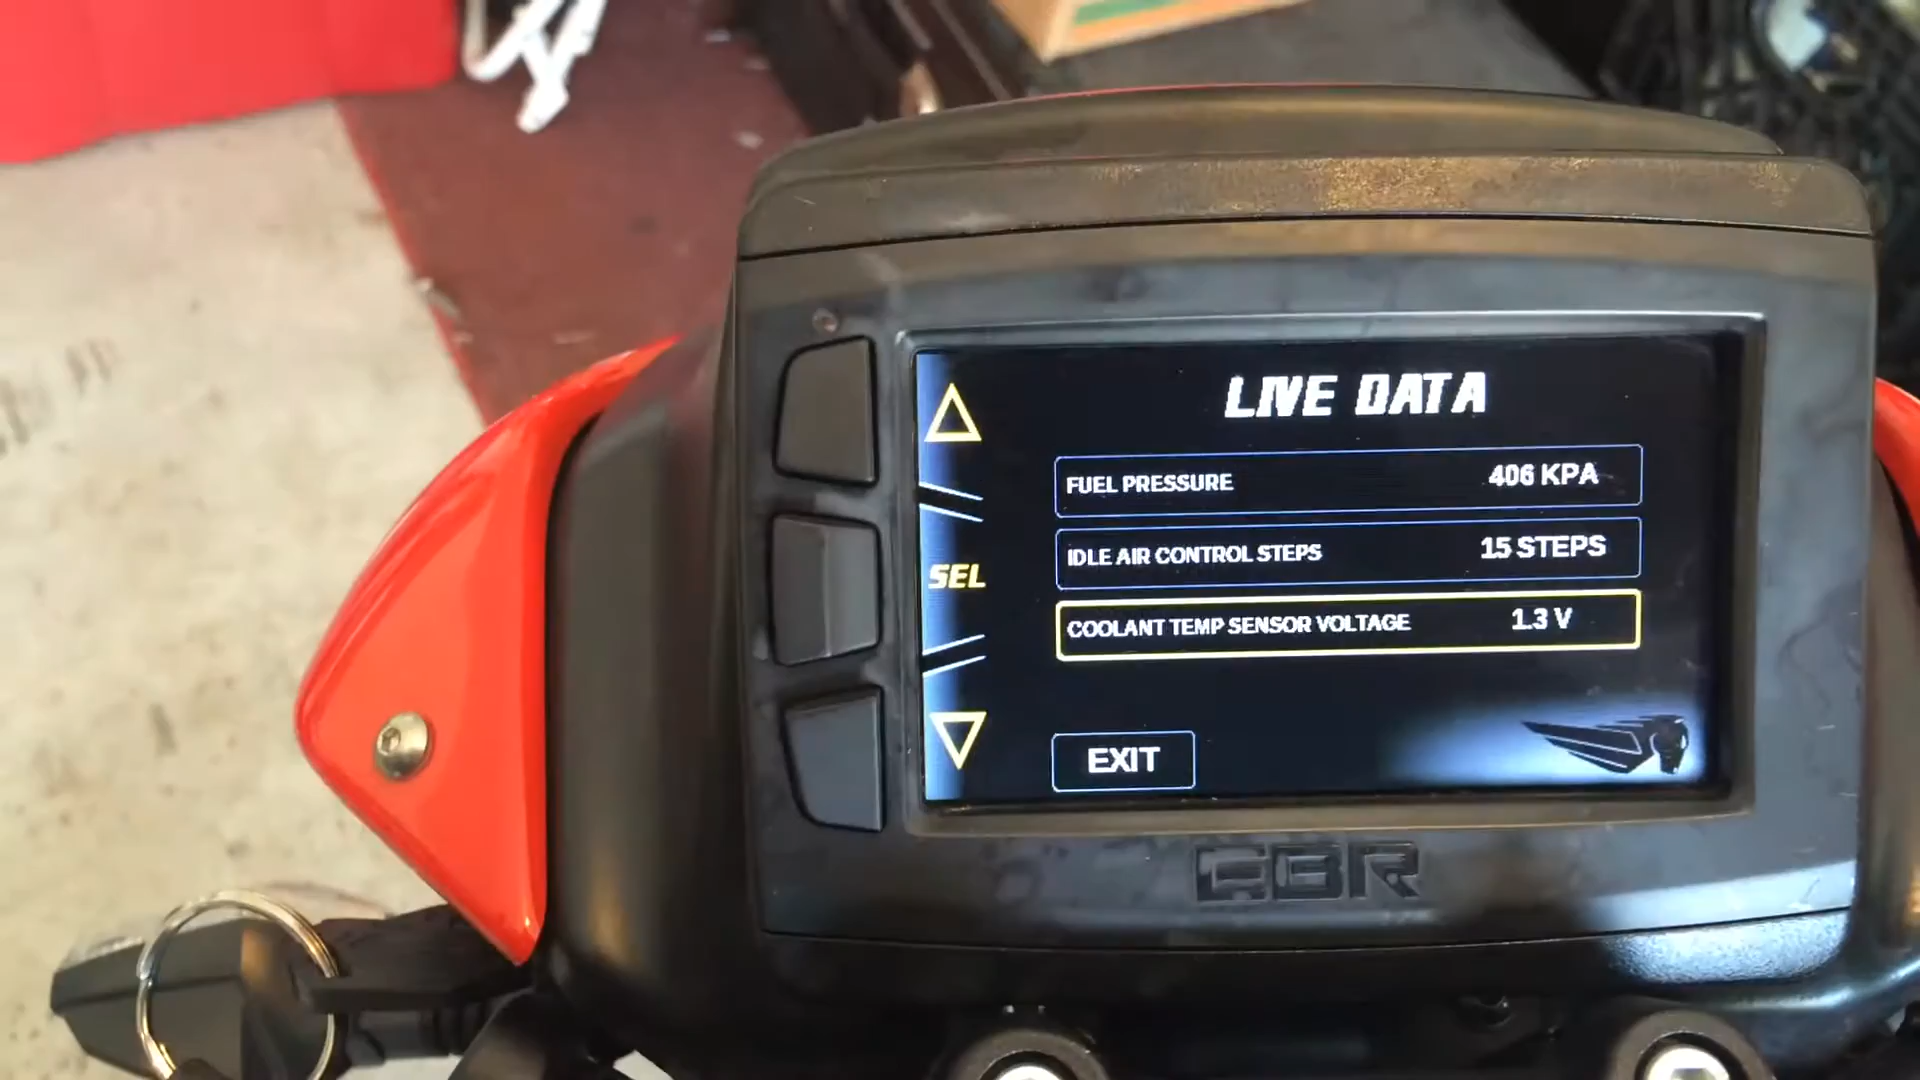 LIVE DATA
FUEL PRESSURE 406 KPA
IDLE AIR CONTROL STEPS 15 STEPS
SEL
COOLANT TEMP SENSOR VOLTAGE 1.3 V
EXIT
EBR